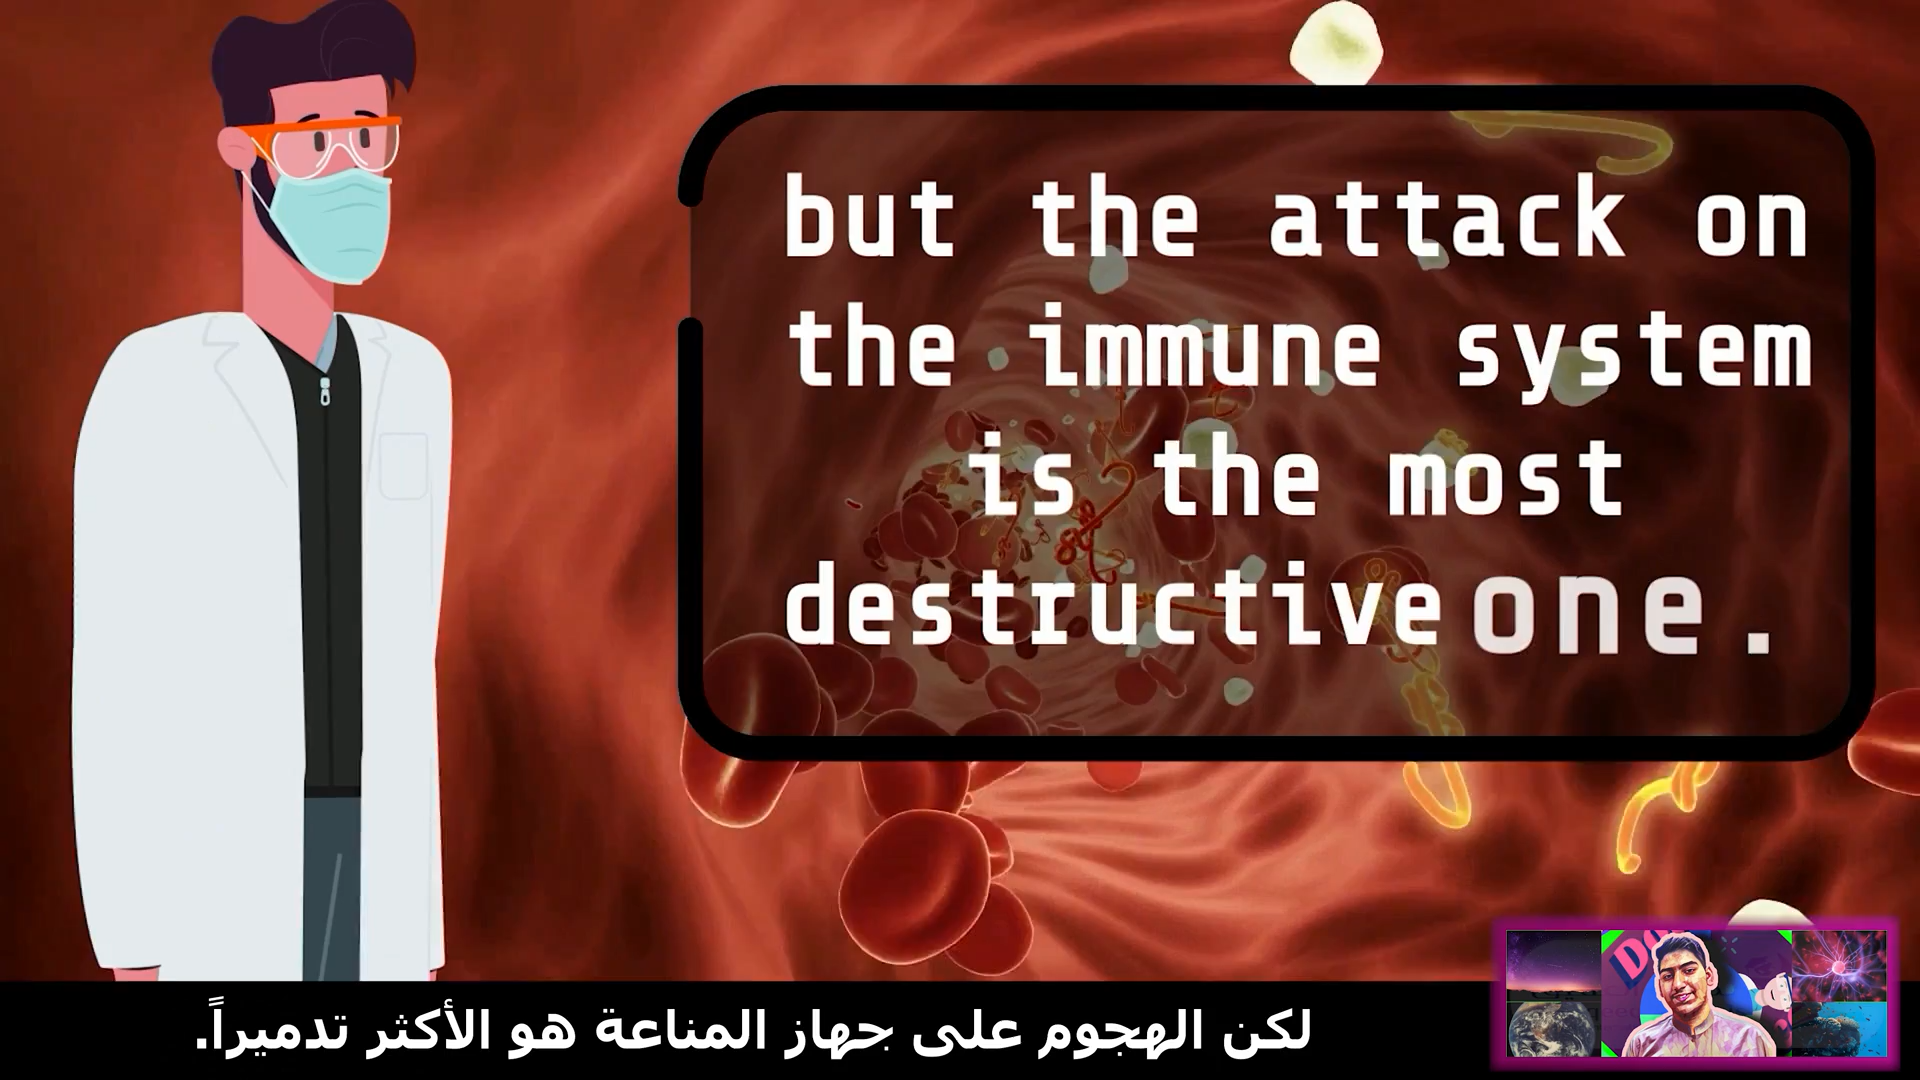 but the attack on
the immune system
is the most
destructive one.
لكن الهجوم على جهاز المناعة هو الأكثر تدميراً.